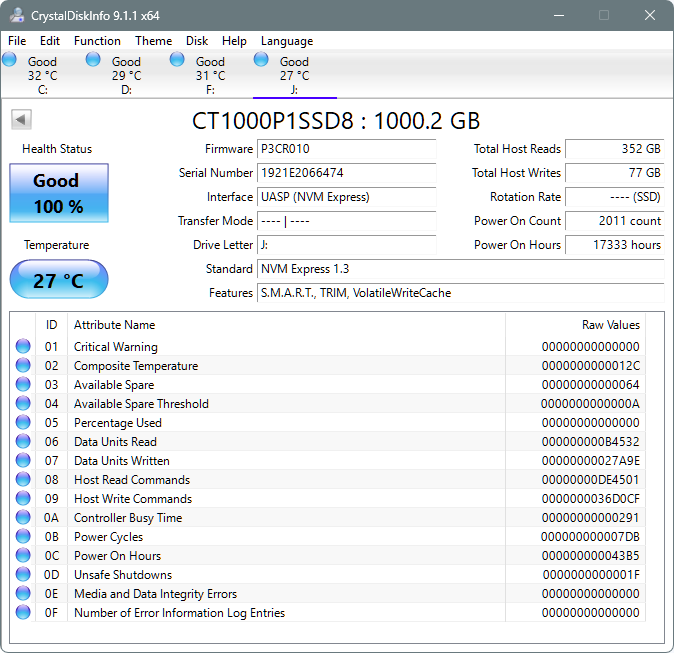 CrystalDiskInfo 9.1.1 x64
File Edit Function Theme Disk Help Language
Good Good Good Good
32 °C 29 °C 31 °C 27 °C
C: D: F: J:
CT1000P1SSD8 : 1000.2 GB
Health Status
Good
100 %
Temperature
27 °C
Firmware P3CR010
Serial Number 1921E2066474
Interface UASP (NVM Express)
Transfer Mode ---- | ----
Drive Letter J:
Standard NVM Express 1.3
Features S.M.A.R.T., TRIM, VolatileWriteCache
Total Host Reads 352 GB
Total Host Writes 77 GB
Rotation Rate ---- (SSD)
Power On Count 2011 count
Power On Hours 17333 hours
ID Attribute Name Raw Values
01 Critical Warning 00000000000000
02 Composite Temperature 0000000000012C
03 Available Spare 00000000000064
04 Available Spare Threshold 0000000000000A
05 Percentage Used 00000000000000
06 Data Units Read 000000000B4532
07 Data Units Written 00000000027A9E
08 Host Read Commands 00000000DE4501
09 Host Write Commands 0000000036D0CF
0A Controller Busy Time 00000000000291
0B Power Cycles 000000000007DB
0C Power On Hours 000000000043B5
0D Unsafe Shutdowns 0000000000001F
0E Media and Data Integrity Errors 00000000000000
0F Number of Error Information Log Entries 00000000000000